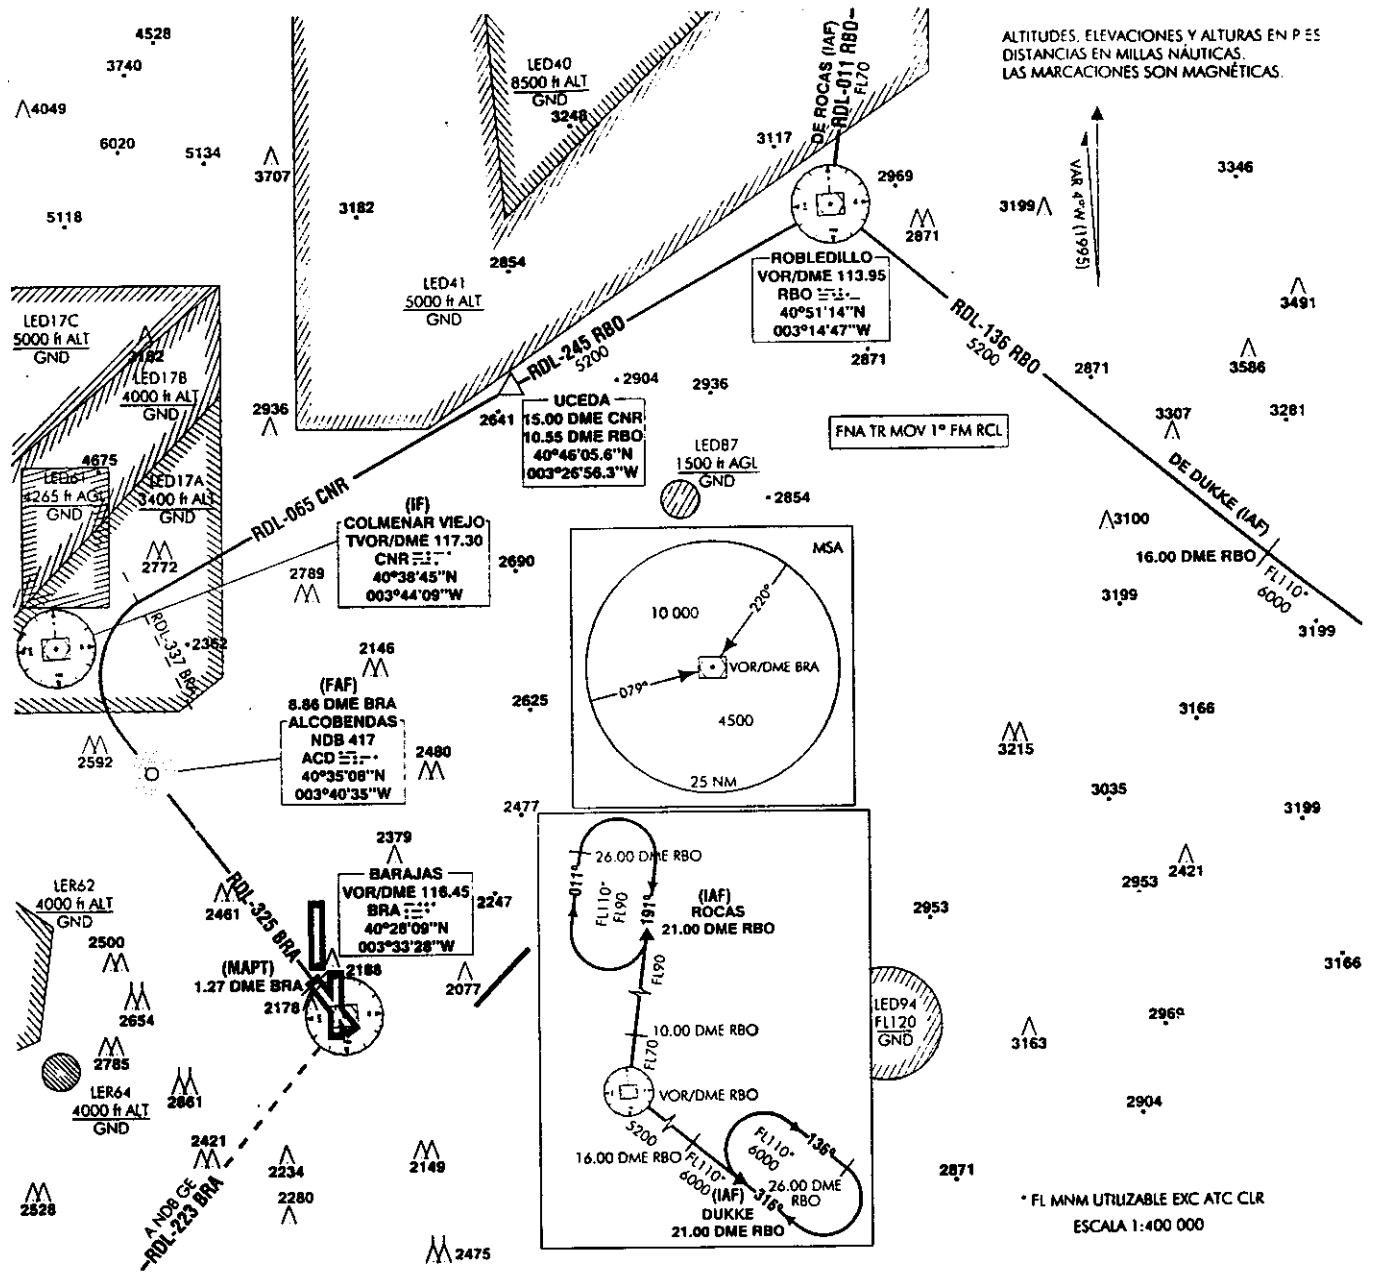 ALTITUDES, ELEVACIONES Y ALTURAS EN PIES
DISTANCIAS EN MILLAS NÁUTICAS.
LAS MARCACIONES SON MAGNÉTICAS.
VAR 4°W (1995)
4528
3740
4049
6020
5134
3707
5118
3182
LED40
8500 ft ALT
GND
3248
3117
DE ROCAS (IAF)
RDL-011 RBO
FL70
2969
2871
3199
3346
3491
3586
3281
3307
2871
2854
LED41
5000 ft ALT
GND
ROBLEDILLO
VOR/DME 113.95
RBO
40°51'14"N
003°14'47"W
2871
RDL-136 RBO
5200
RDL-245 RBO
5200
LED17C
5000 ft ALT
GND
3182
LED17B
4000 ft ALT
GND
2936
2904
2936
2641
UCEDA
15.00 DME CNR
10.55 DME RBO
40°46'05.6"N
003°26'56.3"W
FNA TR MOV 1° FM RCL
LED87
1500 ft AGL
GND
2854
4675
4265 ft AGL
GND
LED17A
3400 ft ALT
GND
RDL-065 CNR
(IF)
COLMENAR VIEJO
TVOR/DME 117.30
CNR
40°38'45"N
003°44'09"W
2690
2772
2789
DE DUKKE (IAF)
3100
16.00 DME RBO
FL110*
6000
3199
3199
MSA
10 000
220°
VOR/DME BRA
079°
4500
25 NM
RDL-337 BRA
2362
2146
(FAF)
8.86 DME BRA
ALCOBENDAS
NDB 417
ACD
40°35'08"N
003°40'35"W
2625
2592
2480
2477
3166
3215
3035
3199
2379
2421
2953
2953
BARAJAS
VOR/DME 116.45
BRA
40°28'09"N
003°33'28"W
2247
LER62
4000 ft ALT
GND
2461
RDL-325 BRA
2500
(MAPT)
1.27 DME BRA
2188
2178
2077
2654
2785
LER64
4000 ft ALT
GND
2861
2421
2234
2280
2149
2528
2475
A NDB GE
RDL-223 BRA
26.00 DME RBO
011°
FL110*
FL90
191°
(IAF)
ROCAS
21.00 DME RBO
FL90
10.00 DME RBO
FL70
VOR/DME RBO
5200
16.00 DME RBO
FL110*
6000
FL110*
6000
136°
26.00 DME
RBO
316°
(IAF)
DUKKE
21.00 DME RBO
LED94
FL120
GND
3166
2969
3163
2904
2871
* FL MNM UTILIZABLE EXC ATC CLR
ESCALA 1:400 000